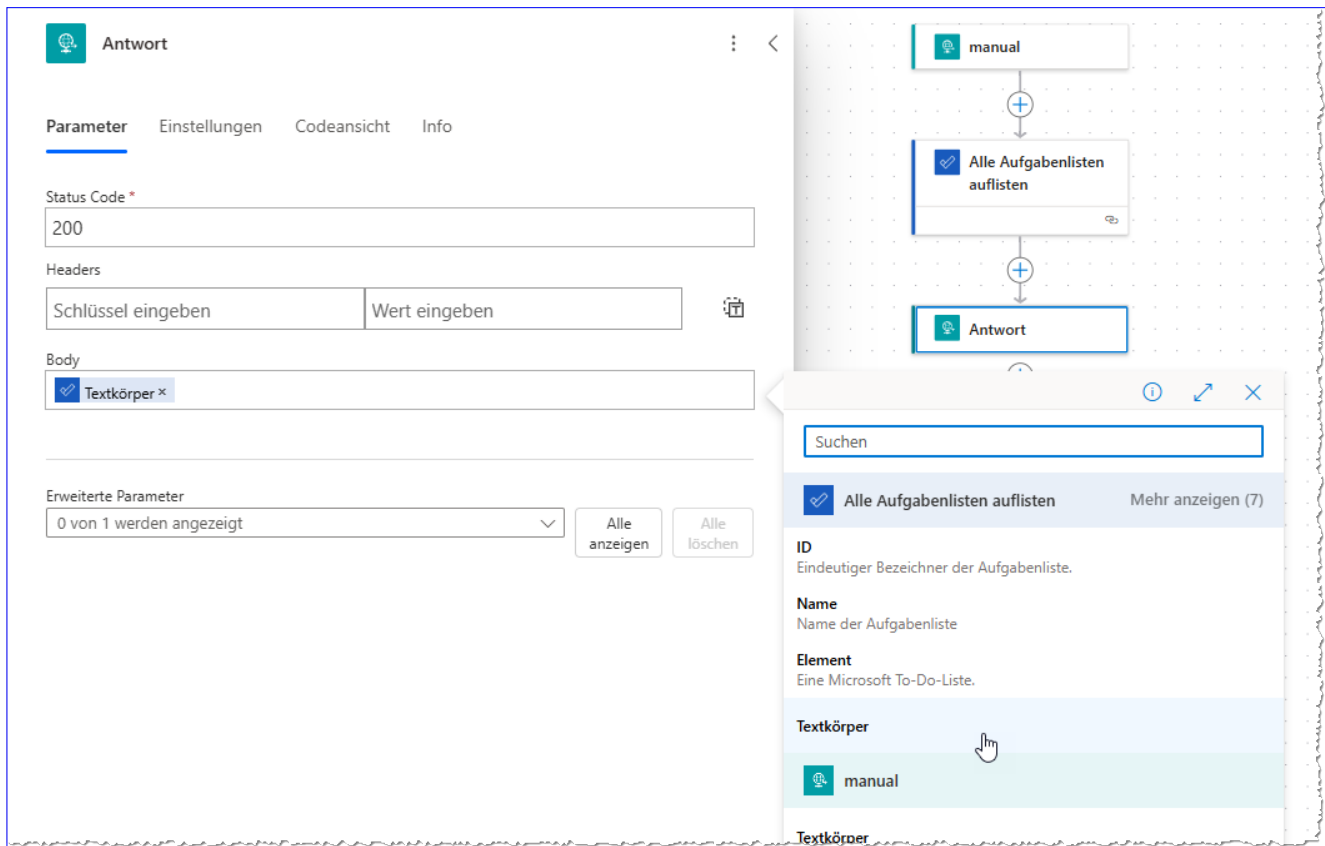 Antwort
Parameter Einstellungen Codeansicht Info
Status Code *
200
Headers
Schlüssel eingeben Wert eingeben
Body
Textkörper ×
Erweiterte Parameter
0 von 1 werden angezeigt
Alle
anzeigen
Alle
löschen
manual
Alle Aufgabenlisten
auflisten
Antwort
Suchen
Alle Aufgabenlisten auflisten Mehr anzeigen (7)
ID
Eindeutiger Bezeichner der Aufgabenliste.
Name
Name der Aufgabenliste
Element
Eine Microsoft To-Do-Liste.
Textkörper
manual
Textkörper